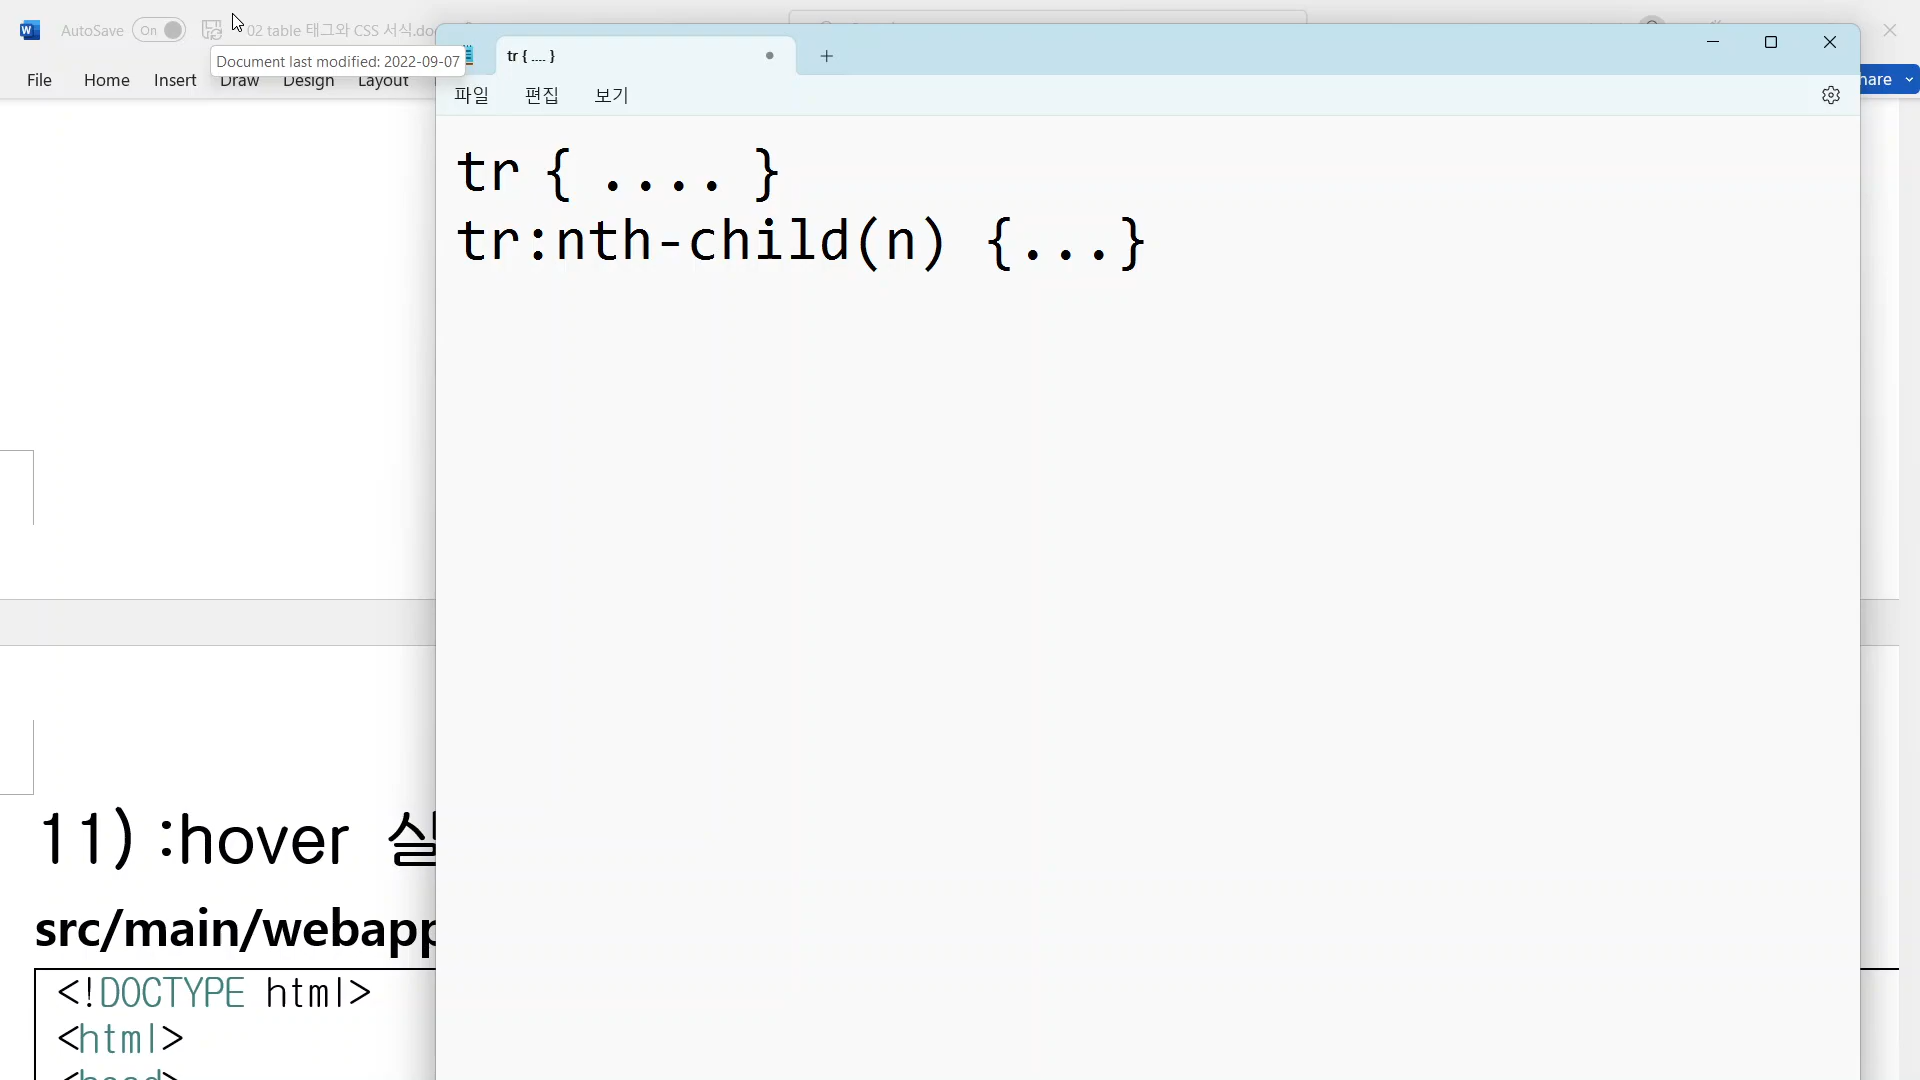 AutoSave On 02 table 태그와 CSS 서식.do
Document last modified: 2022-09-07
File Home Insert Draw Design Layout
hare
tr { .... }
파일 편집 보기
tr { .... }
tr:nth-child(n) {...}
11) :hover
src/main/webapp
<!DOCTYPE html>
<html>
<head>